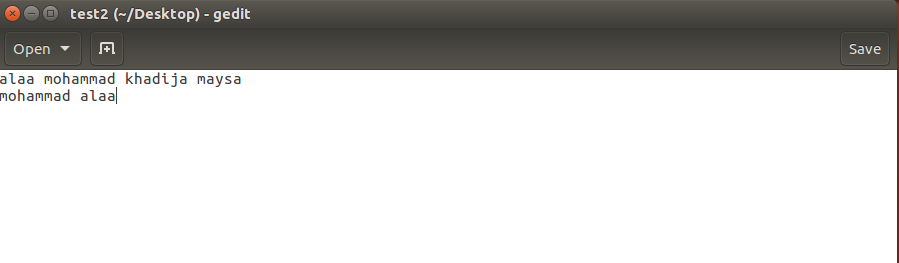 test2 (~/Desktop) - gedit
Open Save
alaa mohammad khadija maysa
mohammad alaa